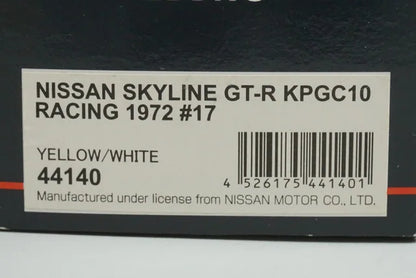 NISSAN SKYLINE GT-R KPGC10
RACING 1972 #17
YELLOW/WHITE
44140
4 526175 441401
Manufactured under license from NISSAN MOTOR CO., LTD.